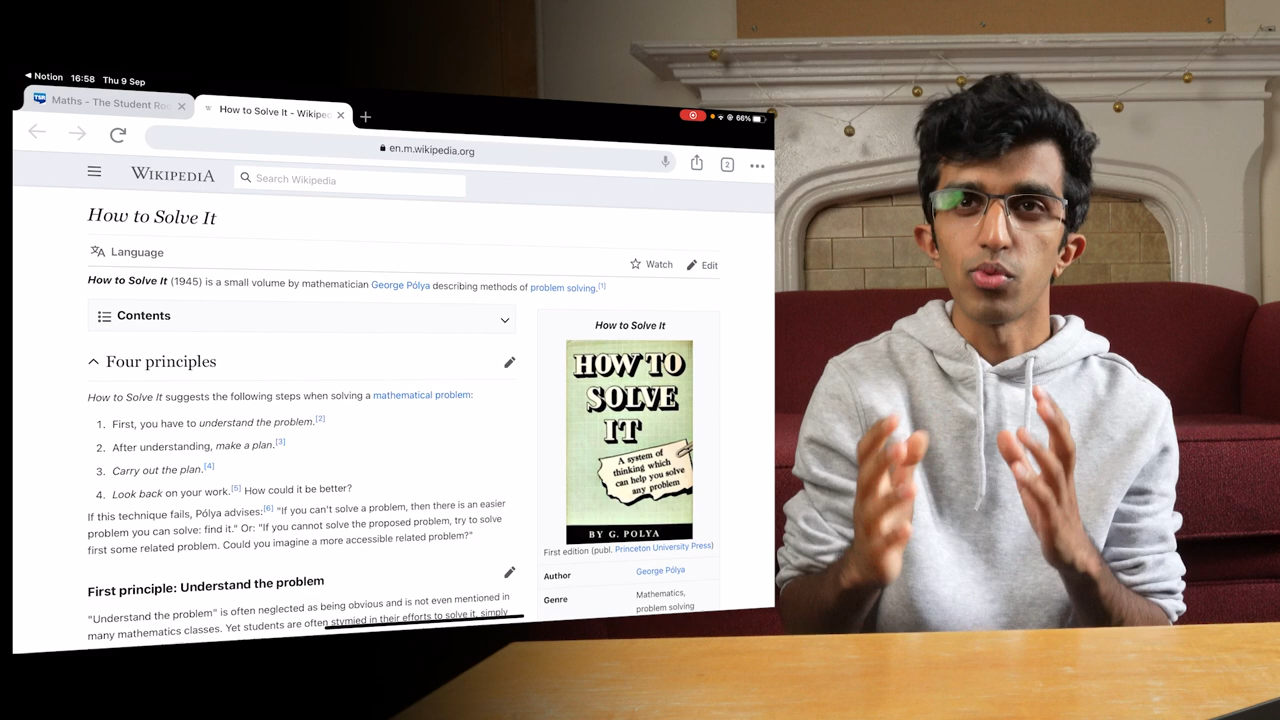 Notion 16:58 Thu 9 Sep
66%
TSR Maths - The Student Ro
W How to Solve It - Wikiped
en.m.wikipedia.org
2
WIKIPEDIA
Search Wikipedia
How to Solve It
Language
Watch Edit
How to Solve It (1945) is a small volume by mathematician George Pólya describing methods of problem solving.[1]
Contents
Four principles
How to Solve It suggests the following steps when solving a mathematical problem:
1. First, you have to understand the problem.[2]
2. After understanding, make a plan.[3]
3. Carry out the plan.[4]
4. Look back on your work.[5] How could it be better?
If this technique fails, Pólya advises:[6] "If you can't solve a problem, then there is an easier
problem you can solve: find it." Or: "If you cannot solve the proposed problem, try to solve
first some related problem. Could you imagine a more accessible related problem?"
First principle: Understand the problem
"Understand the problem" is often neglected as being obvious and is not even mentioned in
many mathematics classes. Yet students are often stymied in their efforts to solve it, simply
How to Solve It
HOW TO
SOLVE
IT
A system of
thinking which
can help you solve
any problem
BY G. POLYA
First edition (publ. Princeton University Press)
Author George Pólya
Genre Mathematics,
problem solving